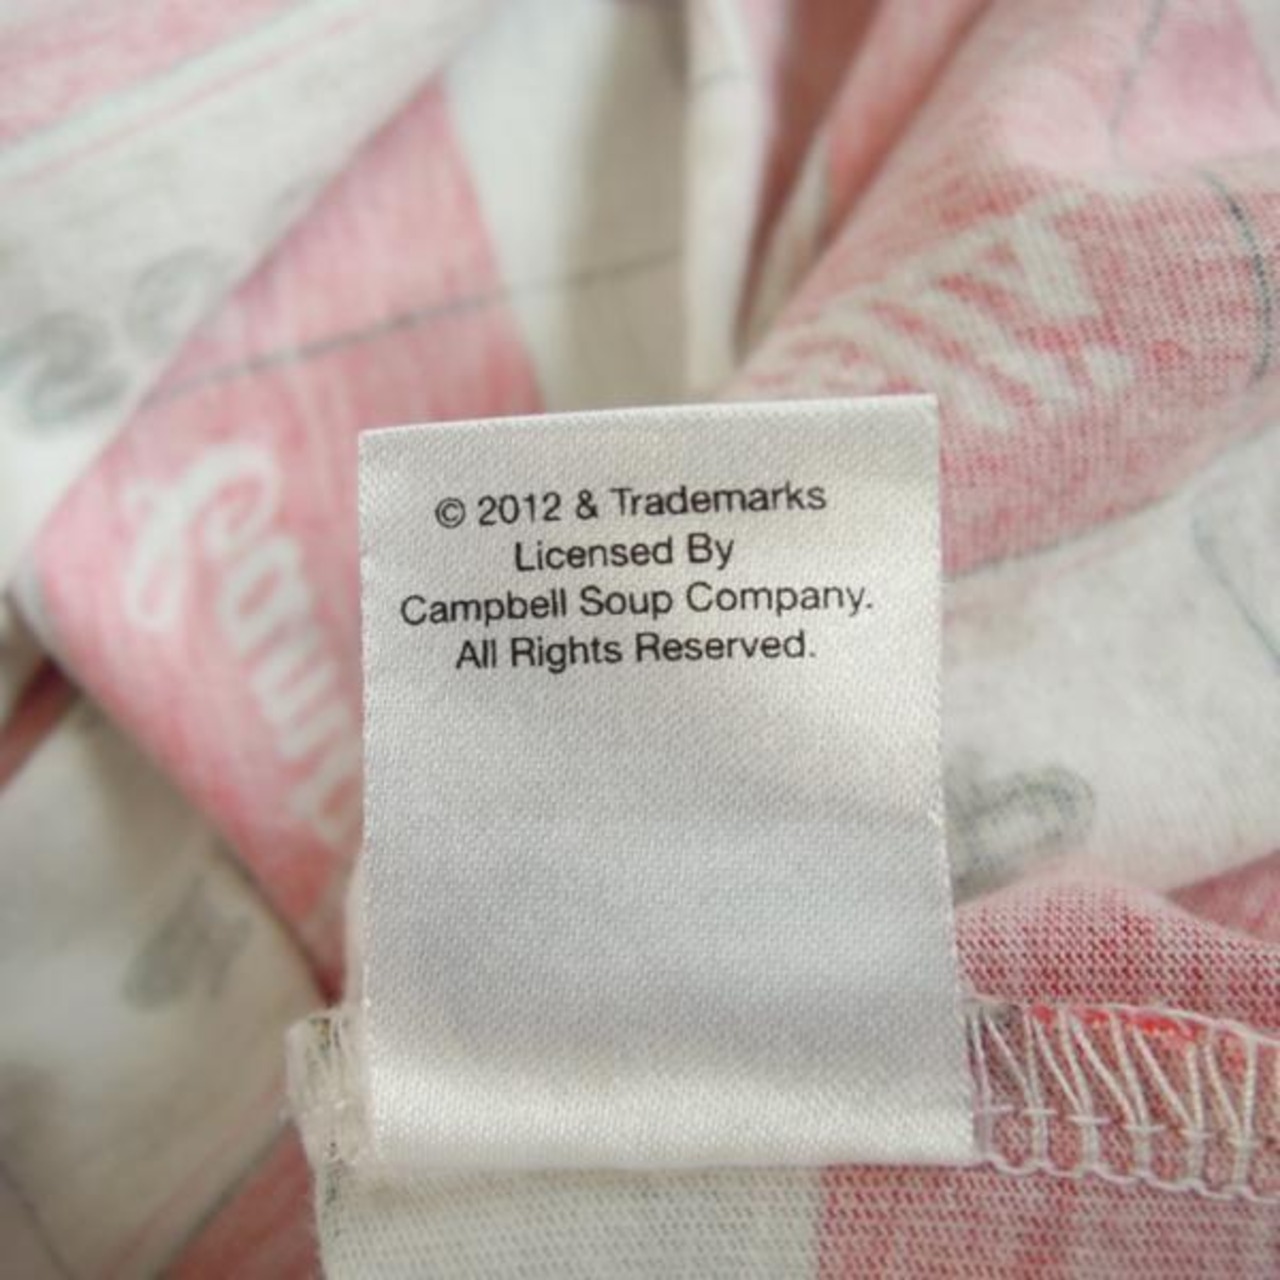 © 2012 & Trademarks
Licensed By
Campbell Soup Company.
All Rights Reserved.